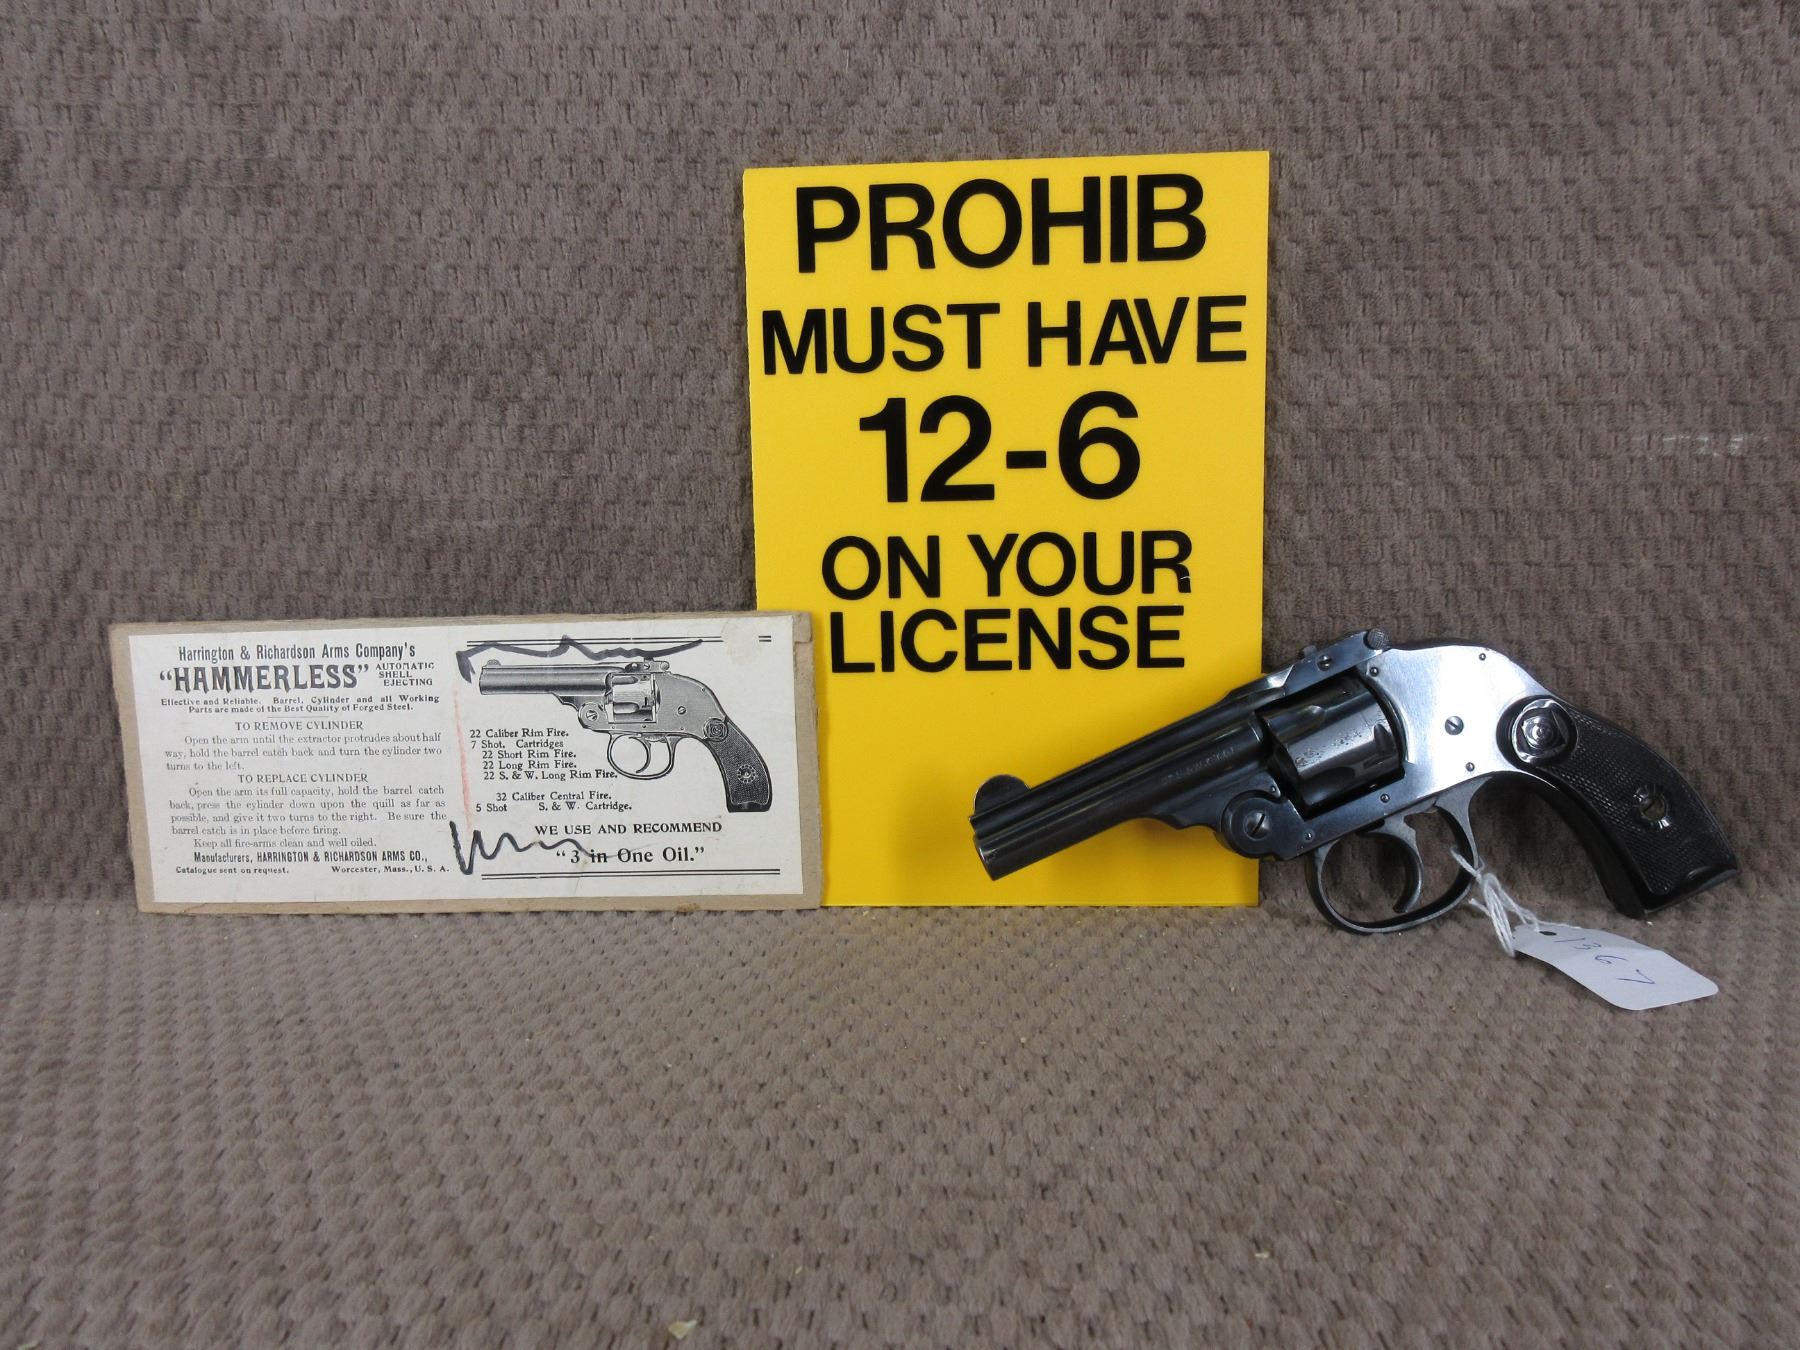 PROHIB
MUST HAVE
12-6
ON YOUR
LICENSE
Harrington & Richardson Arms Company's
"HAMMERLESS" AUTOMATIC SHELL EJECTING
Effective and Reliable. Barrel, Cylinder and all Working
Parts are made of the Best Quality of Forged Steel.
TO REMOVE CYLINDER
Open the arm until the extractor protrudes about half
way, hold the barrel catch back and turn the cylinder two
turns to the left.
TO REPLACE CYLINDER
Open the arm its full capacity, hold the barrel catch
back, press the cylinder down upon the quill as far as
possible, and give it two turns to the right. Be sure the
barrel catch is in place before firing.
Keep all fire-arms clean and well oiled.
Manufacturers, HARRINGTON & RICHARDSON ARMS CO.,
Catalogue sent on request. Worcester, Mass., U. S. A.
22 Caliber Rim Fire.
7 Shot. Cartridges
22 Short Rim Fire.
22 Long Rim Fire.
22 S. & W. Long Rim Fire.
32 Caliber Central Fire.
5 Shot S. & W. Cartridge.
WE USE AND RECOMMEND
"3 in One Oil."
1367